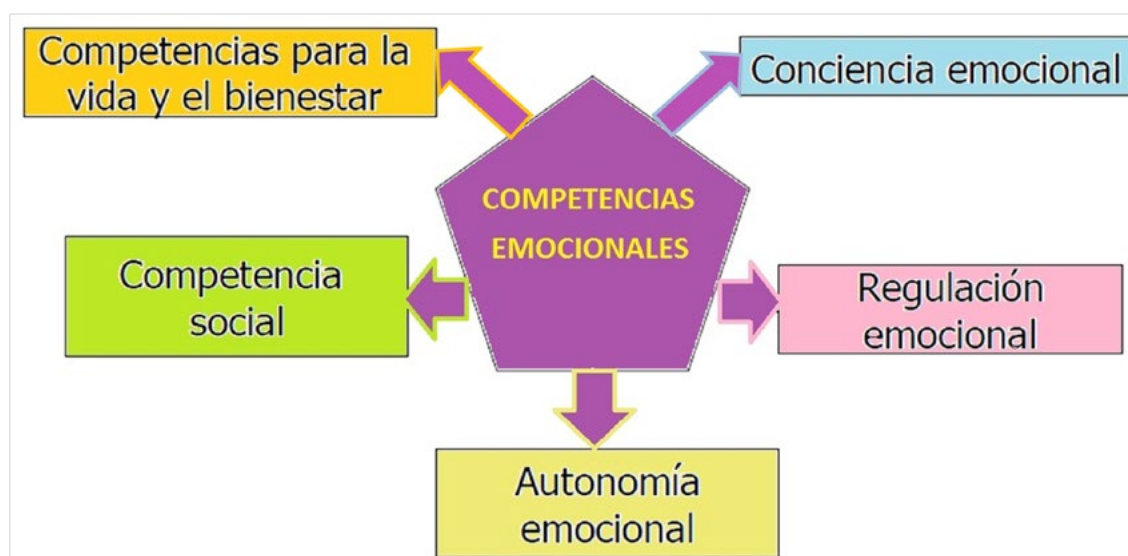 Competencias para la
vida y el bienestar
Conciencia emocional
COMPETENCIAS
EMOCIONALES
Competencia
social
Regulación
emocional
Autonomía
emocional